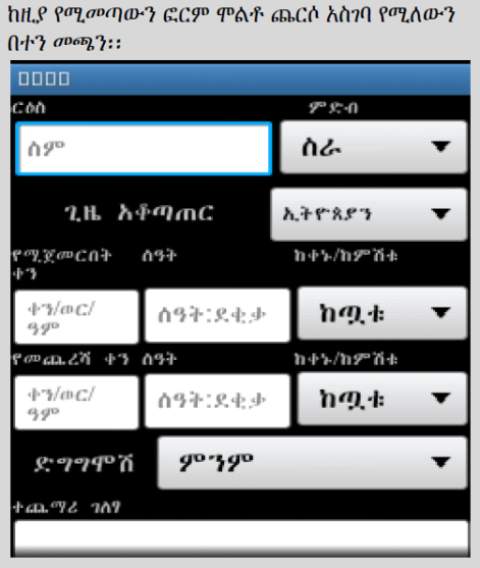 ከዚያ የሚመጣውን ፎርም ሞልቶ ጨርሶ አስገባ የሚለውን
በተን መጫን፡፡
ርዕስ ምድብ
ስም ስራ
ጊዜ አቆጣጠር ኢትዮጵያን
የሚጀመርበት ሰዓት ከቀኑ/ከምሽቱ
ቀን
ቀን/ወር/ ሰዓት:ደቂቃ ከጧቱ
ዓም
የመጨረሻ ቀን ሰዓት ከቀኑ/ከምሽቱ
ቀን/ወር/ ሰዓት:ደቂቃ ከጧቱ
ዓም
ድግግሞሽ ምንም
ተጨማሪ ገለፃ